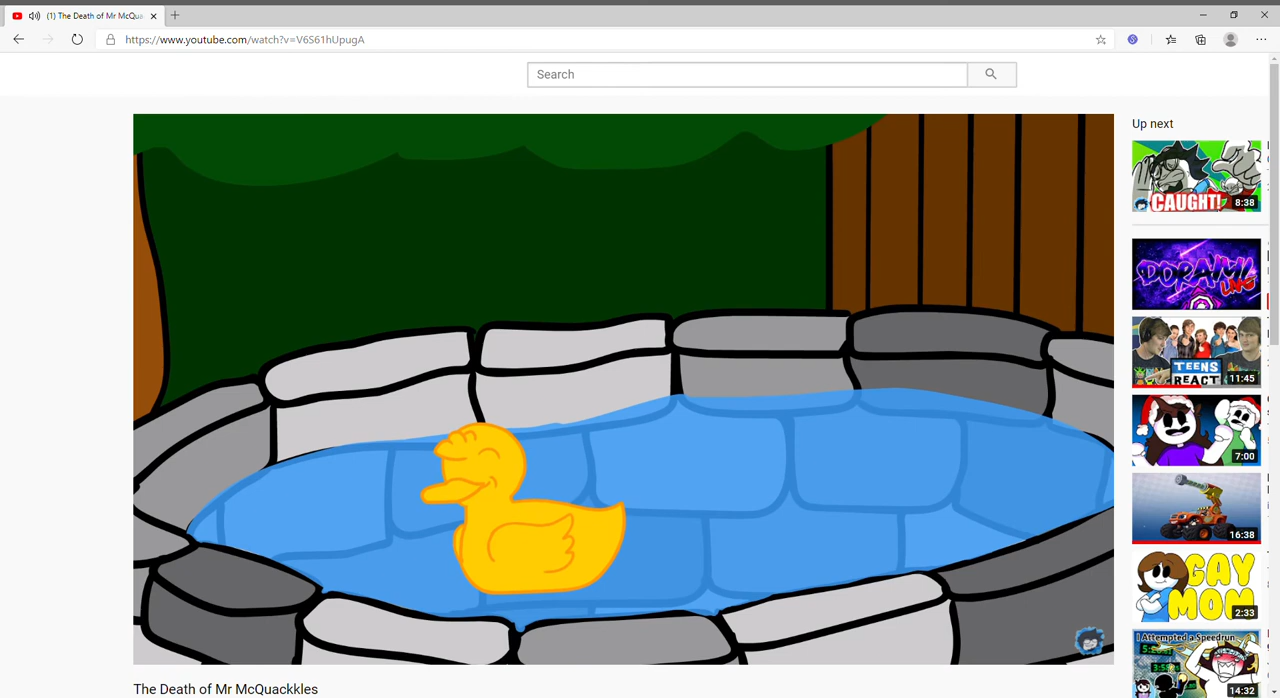 (1) The Death of Mr McQua
https://www.youtube.com/watch?v=V6S61hUpugA
Search
Up next
CAUGHT!
8:38
DORAMI
LIVE
TEENS
REACT
11:45
7:00
16:38
GAY
MOM
2:33
I Attempted a Speedrun
14:32
The Death of Mr McQuackkles